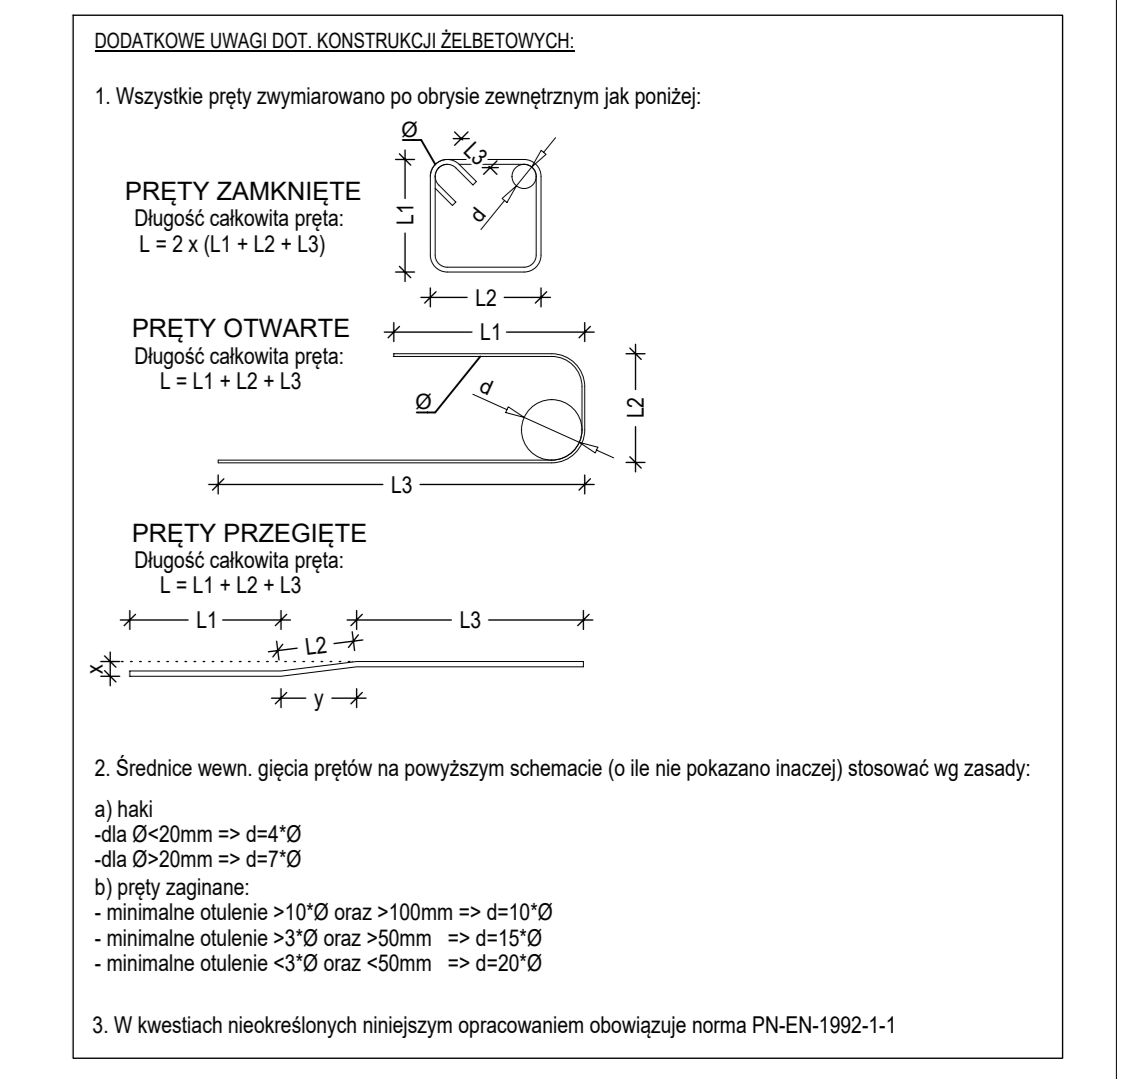 DODATKOWE UWAGI DOT. KONSTRUKCJI ŻELBETOWYCH:
1. Wszystkie pręty zwymiarowano po obrysie zewnętrznym jak poniżej:
Ø
L3
PRĘTY ZAMKNIĘTE
Długość całkowita pręta:
L = 2 x (L1 + L2 + L3)
L1
d
L2
PRĘTY OTWARTE
Długość całkowita pręta:
L = L1 + L2 + L3
L1
d
Ø
L2
L3
PRĘTY PRZEGIĘTE
Długość całkowita pręta:
L = L1 + L2 + L3
L1
L3
L2
x
y
2. Średnice wewn. gięcia prętów na powyższym schemacie (o ile nie pokazano inaczej) stosować wg zasady:
a) haki
-dla Ø<20mm => d=4*Ø
-dla Ø>20mm => d=7*Ø
b) pręty zaginane:
- minimalne otulenie >10*Ø oraz >100mm => d=10*Ø
- minimalne otulenie >3*Ø oraz >50mm => d=15*Ø
- minimalne otulenie <3*Ø oraz <50mm => d=20*Ø
3. W kwestiach nieokreślonych niniejszym opracowaniem obowiązuje norma PN-EN-1992-1-1